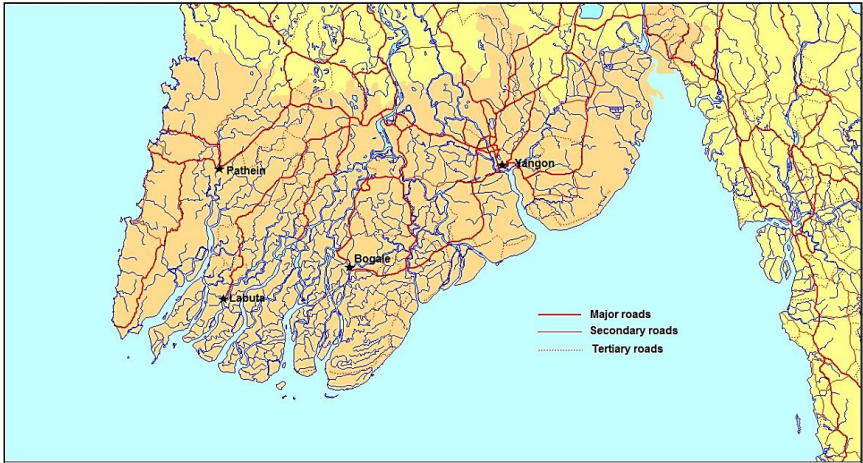 Yangon
Pathein
Bogale
Labuta
Major roads
Secondary roads
Tertiary roads